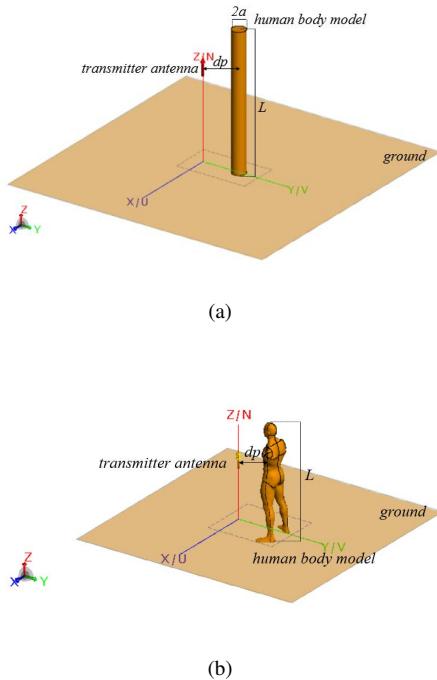 2a
human body model
Z/N
dp
transmitter antenna
L
ground
Y/V
X/U
Z
X
Y
(a)
Z/N
dp
transmitter antenna
L
ground
Y/V
X/U
human body model
Z
X
Y
(b)